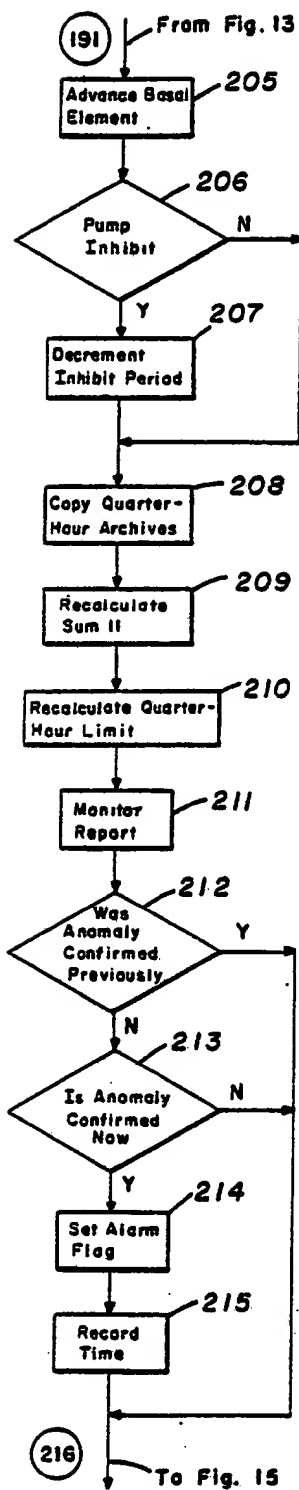 191
From Fig. 13
Advance Basal
Element
205
206
Pump
Inhibit
N
Y
207
Decrement
Inhibit Period
208
Copy Quarter-
Hour Archives
209
Recalculate
Sum II
210
Recalculate Quarter-
Hour Limit
211
Monitor
Report
212
Was
Anomaly
Confirmed
Previously
Y
N
213
Is Anomaly
Confirmed
Now
N
Y
214
Set Alarm
Flag
215
Record
Time
216
To Fig. 15